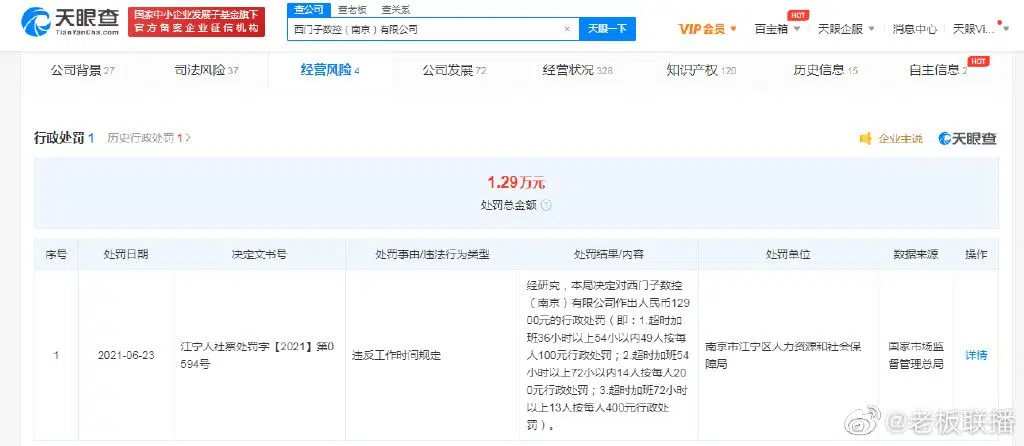 天眼查
TianYanCha.com
国家中小企业发展子基金旗下
官方备案企业征信机构
查公司 查老板 查关系
西门子数控（南京）有限公司 ×
天眼一下
VIP会员
百宝箱
HOT
天眼企服
消息中心
天眼Vi...
公司背景 27
司法风险 37
经营风险 4
公司发展 72
经营状况 328
知识产权 120
历史信息 15
自主信息 2
HOT
行政处罚 1 历史行政处罚 1 >
企业主说
天眼查
1.29万元
处罚总金额 ?
序号 处罚日期 决定文书号 处罚事由/违法行为类型 处罚结果/内容 处罚单位 数据来源 操作
1
2021-06-23
江宁人社察处罚字【2021】第0
0594号
违反工作时间规定
经研究，本局决定对西门子数控
（南京）有限公司作出人民币129
00元的行政处罚（即：1.超时加
班36小时以上54小以内49人按每
人100元行政处罚；2.超时加班54
小时以上72小以内14人按每人20
0元行政处罚；3.超时加班72小时
以上13人按每人400元行政处
罚）。
南京市江宁区人力资源和社会保
障局
国家市场监
督管理总局
详情
@老板联播